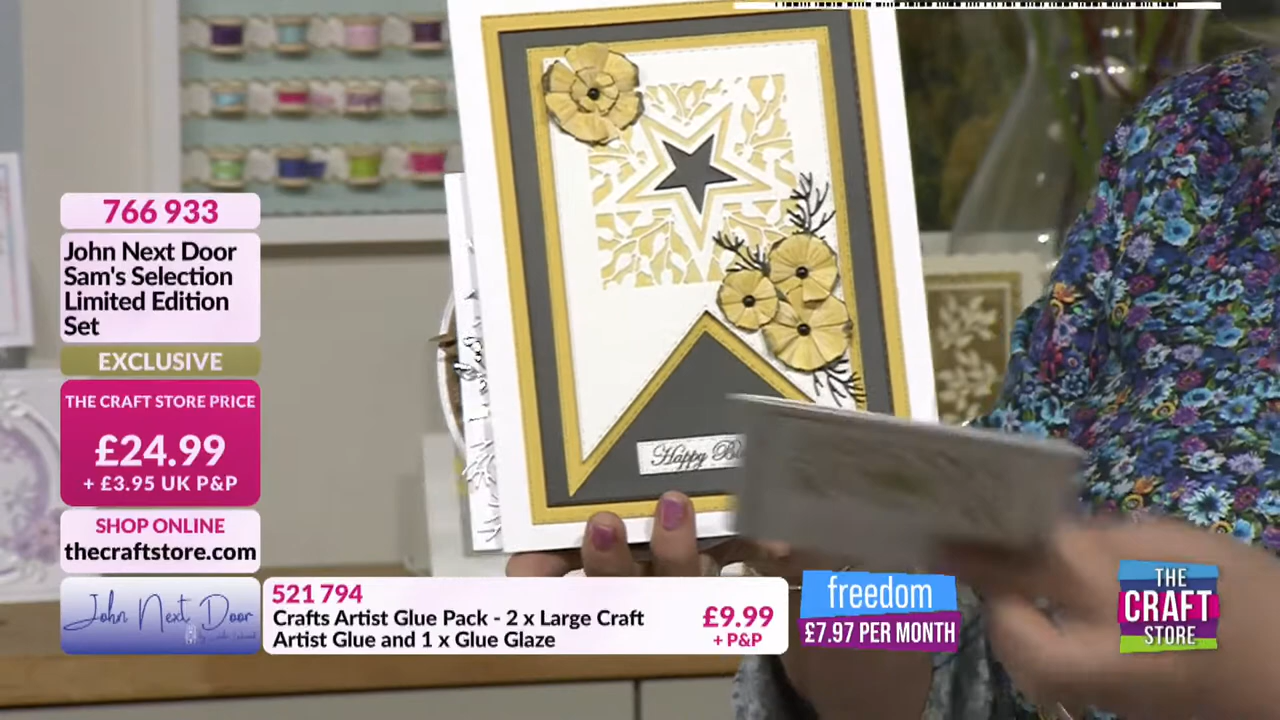 766 933
John Next Door
Sam's Selection
Limited Edition
Set
EXCLUSIVE
THE CRAFT STORE PRICE
£24.99
+ £3.95 UK P&P
SHOP ONLINE
thecraftstore.com
John Next Door
521 794
Crafts Artist Glue Pack - 2 x Large Craft
Artist Glue and 1 x Glue Glaze
£9.99
+ P&P
freedom
£7.97 PER MONTH
THE
CRAFT
STORE
Happy